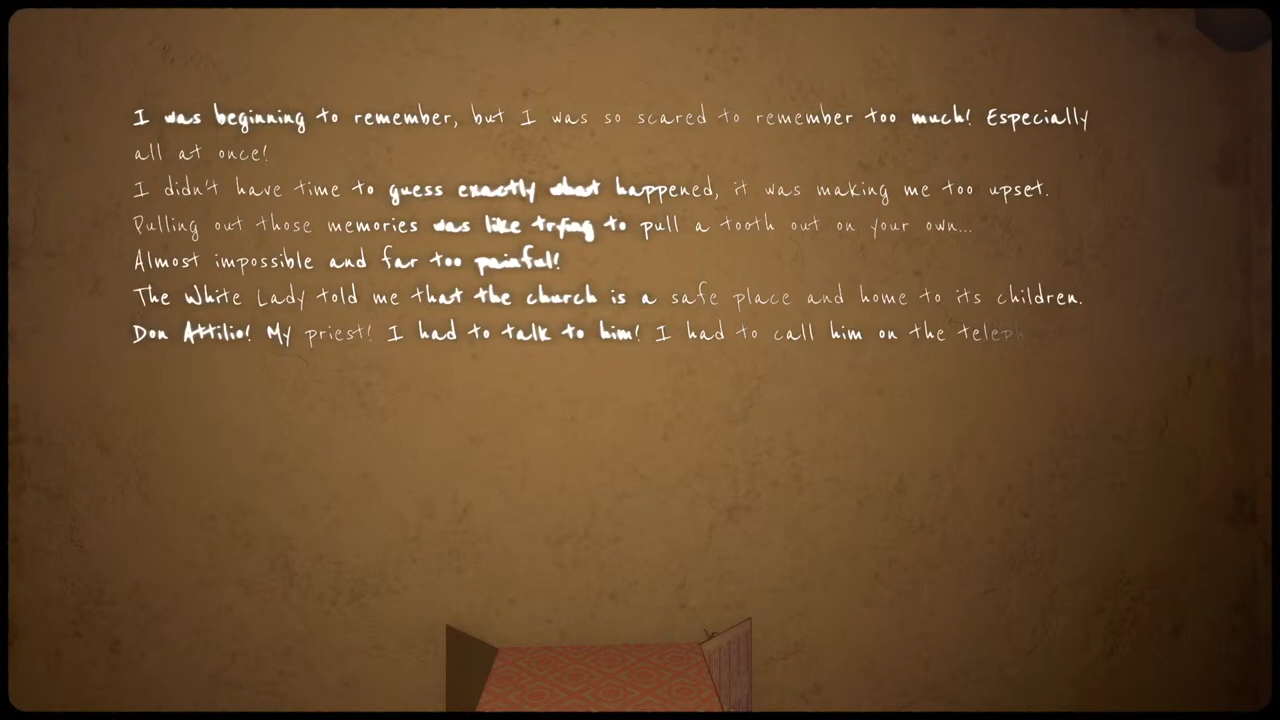 I was beginning to remember, but I was so scared to remember too much! Especially
all at once!
I didn't have time to guess exactly what happened, it was making me too upset.
Pulling out those memories was like trying to pull a tooth out on your own...
Almost impossible and far too painful!
The White Lady told me that the church is a safe place and home to its children.
Don Attilio! My priest! I had to talk to him! I had to call him on the teleph